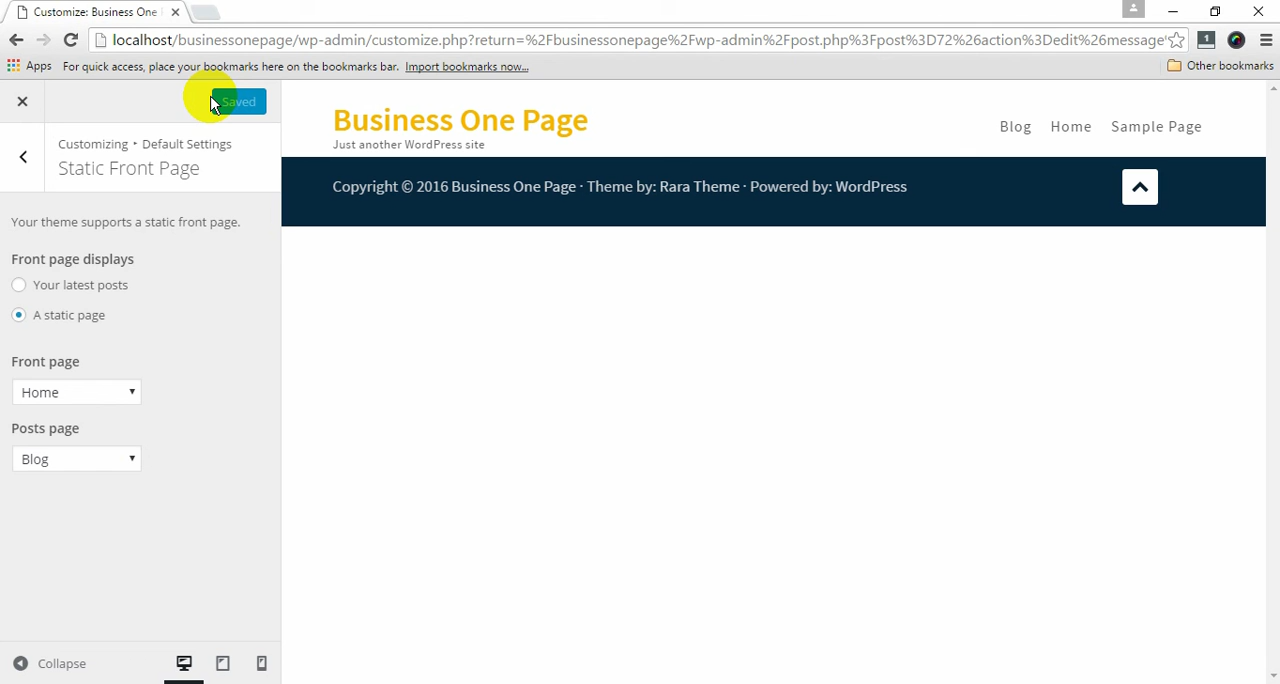 Customize: Business One
localhost/businessonepage/wp-admin/customize.php?return=%2Fbusinessonepage%2Fwp-admin%2Fpost.php%3Fpost%3D72%26action%3Dedit%26message
1
Apps
For quick access, place your bookmarks here on the bookmarks bar.
Import bookmarks now...
Other bookmarks
Saved
Customizing ‣ Default Settings
Static Front Page
Your theme supports a static front page.
Front page displays
Your latest posts
A static page
Front page
Home
Posts page
Blog
Collapse
Business One Page
Just another WordPress site
Blog Home Sample Page
Copyright © 2016 Business One Page · Theme by: Rara Theme · Powered by: WordPress